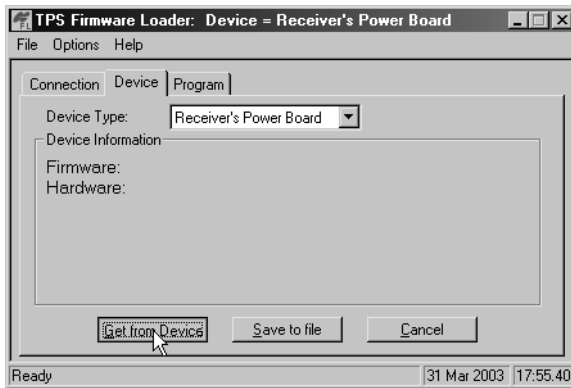 TPS Firmware Loader: Device = Receiver's Power Board
File Options Help
Connection Device Program
Device Type: Receiver's Power Board
Device Information
Firmware:
Hardware:
Get from Device Save to file Cancel
Ready 31 Mar 2003 17:55.40